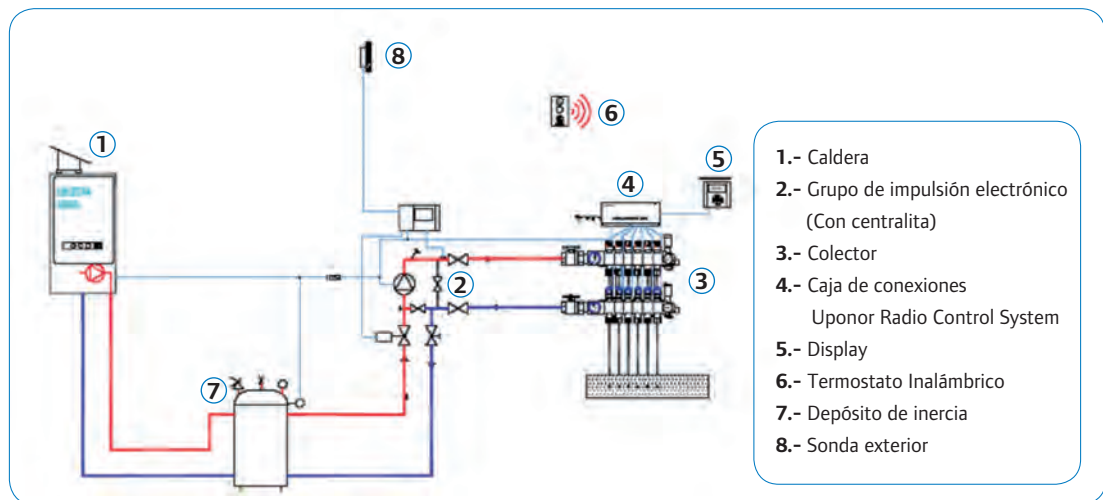 8
6
1
5
4
3
2
7
1.- Caldera
2.- Grupo de impulsión electrónico
(Con centralita)
3.- Colector
4.- Caja de conexiones
Uponor Radio Control System
5.- Display
6.- Termostato Inalámbrico
7.- Depósito de inercia
8.- Sonda exterior